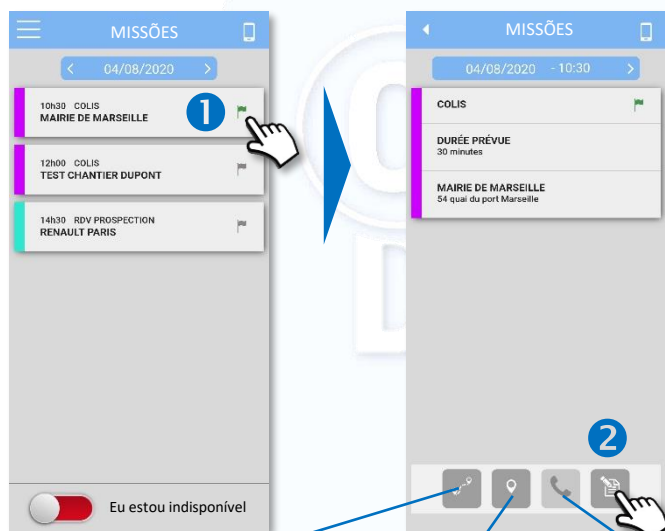 MISSÕES
04/08/2020
10h30 COLIS
MAIRIE DE MARSEILLE
1
12h00 COLIS
TEST CHANTIER DUPONT
14h30 RDV PROSPECTION
RENAULT PARIS
Eu estou indisponível
MISSÕES
04/08/2020 - 10:30
COLIS
DURÉE PRÉVUE
30 minutes
MAIRIE DE MARSEILLE
54 quai du port Marseille
2